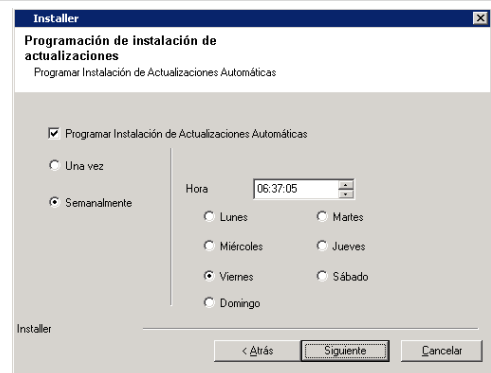 Installer
Programación de instalación de
actualizaciones
Programar Instalación de Actualizaciones Automáticas
Programar Instalación de Actualizaciones Automáticas
Una vez
Semanalmente
Hora 06:37:05
Lunes Martes
Miércoles Jueves
Viernes Sábado
Domingo
Installer
< Atrás Siguiente Cancelar